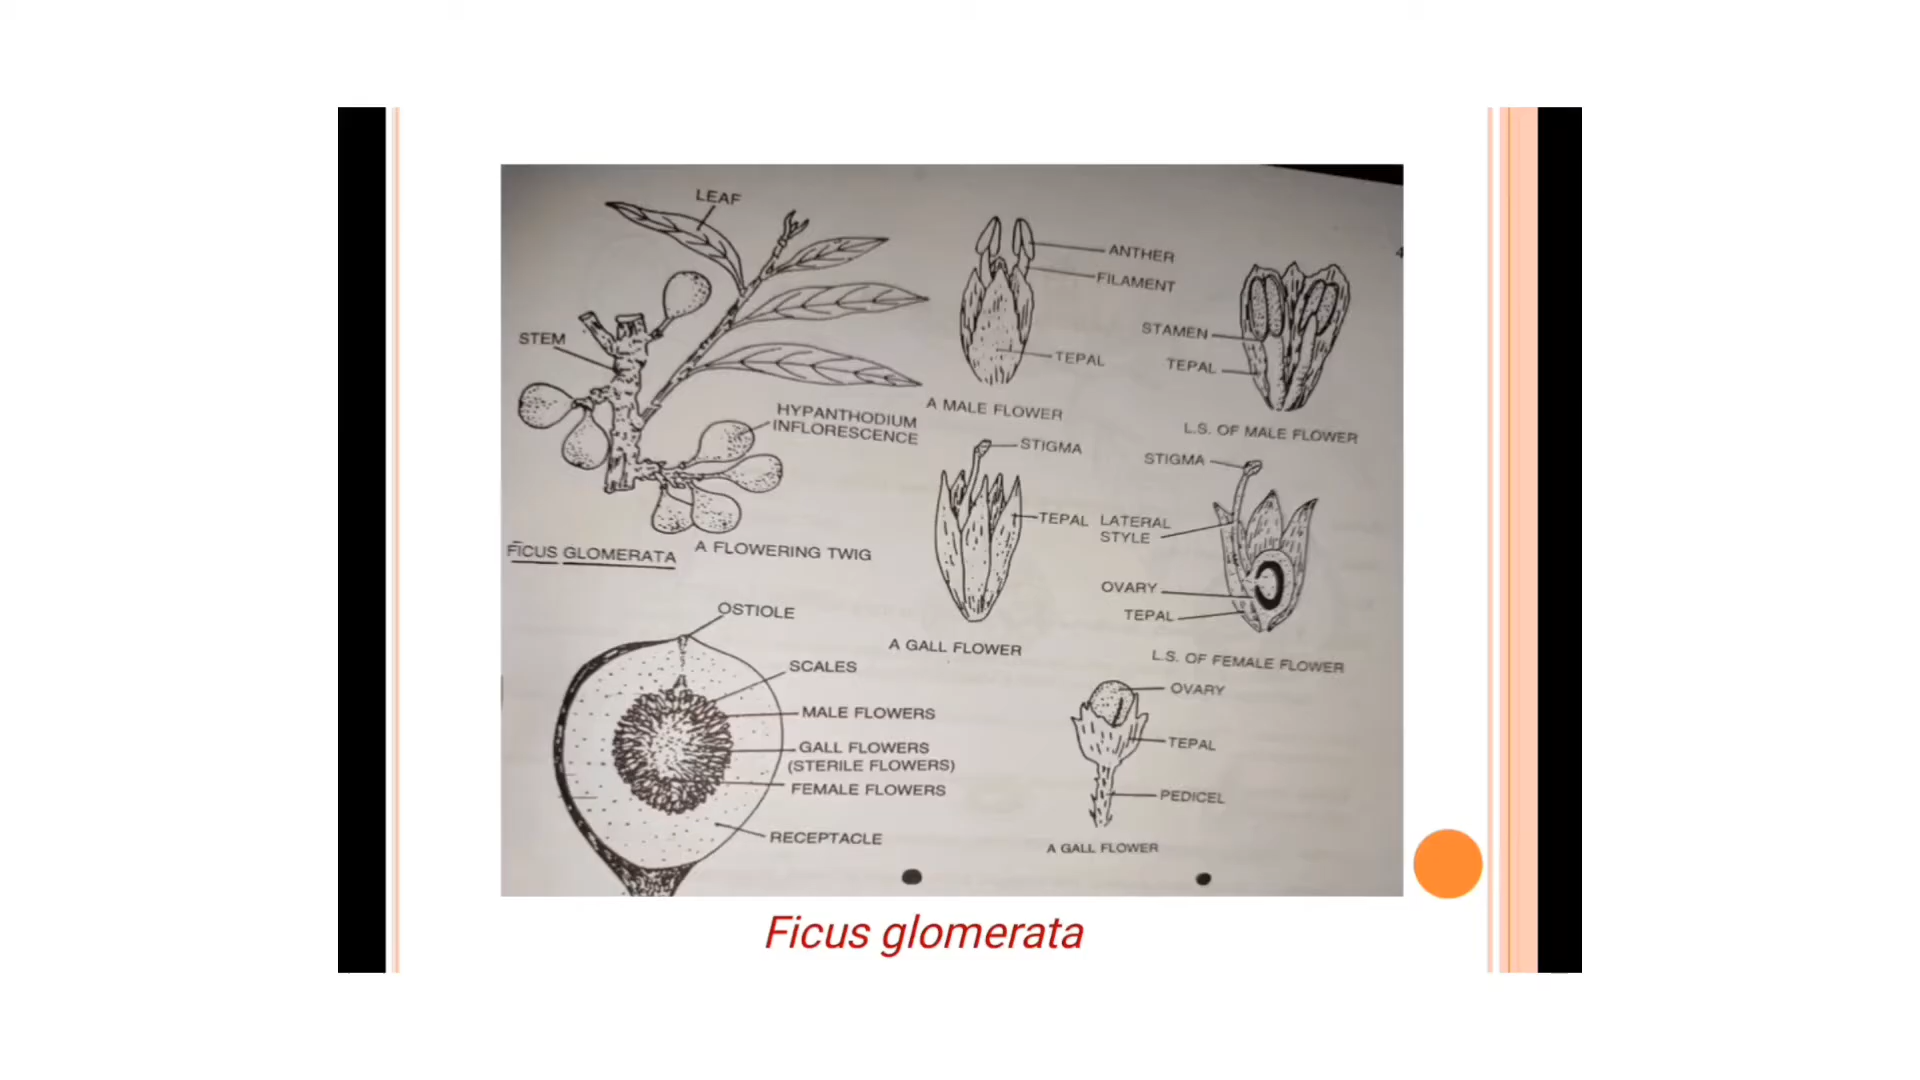 LEAF
STEM
HYPANTHODIUM
INFLORESCENCE
FICUS GLOMERATA
A FLOWERING TWIG
ANTHER
FILAMENT
TEPAL
A MALE FLOWER
STAMEN
TEPAL
L.S. OF MALE FLOWER
STIGMA
TEPAL
A GALL FLOWER
STIGMA
LATERAL
STYLE
OVARY
TEPAL
L.S. OF FEMALE FLOWER
OSTIOLE
SCALES
MALE FLOWERS
GALL FLOWERS
(STERILE FLOWERS)
FEMALE FLOWERS
RECEPTACLE
OVARY
TEPAL
PEDICEL
A GALL FLOWER
Ficus glomerata